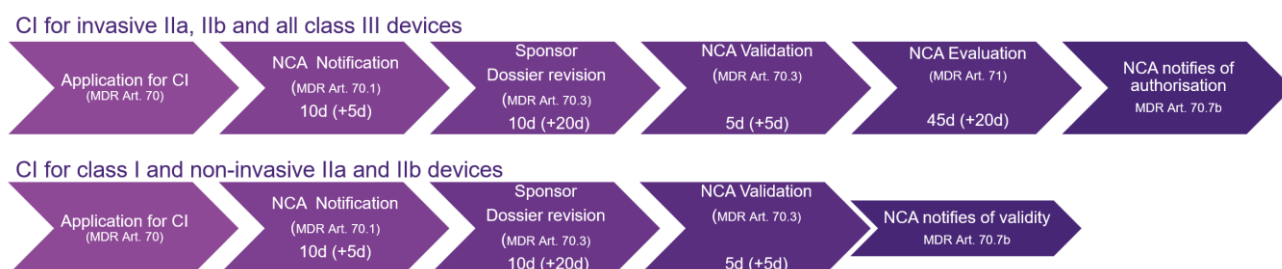 CI for invasive IIa, IIb and all class III devices
Application for CI
(MDR Art. 70)
NCA Notification
(MDR Art. 70.1)
10d (+5d)
Sponsor
Dossier revision
(MDR Art. 70.3)
10d (+20d)
NCA Validation
(MDR Art. 70.3)
5d (+5d)
NCA Evaluation
(MDR Art. 71)
45d (+20d)
NCA notifies of
authorisation
MDR Art. 70.7b
CI for class I and non-invasive IIa and IIb devices
Application for CI
(MDR Art. 70)
NCA Notification
(MDR Art. 70.1)
10d (+5d)
Sponsor
Dossier revision
(MDR Art. 70.3)
10d (+20d)
NCA Validation
(MDR Art. 70.3)
5d (+5d)
NCA notifies of validity
MDR Art. 70.7b